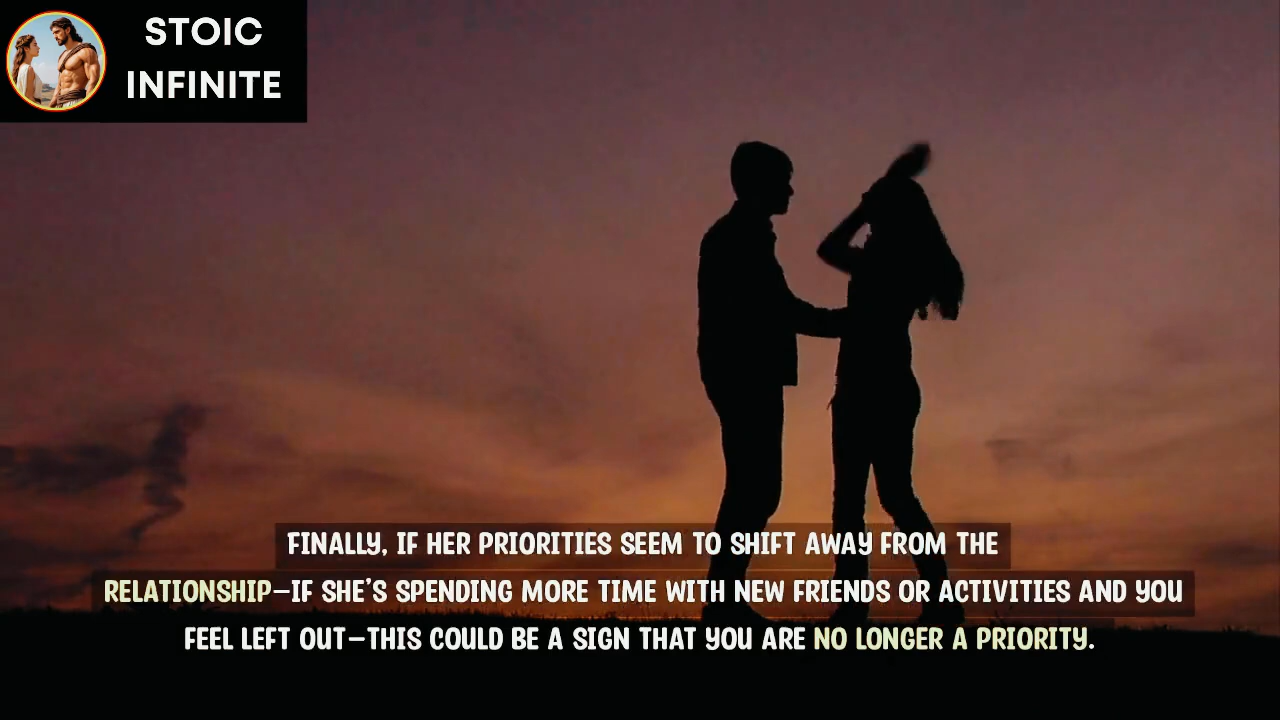 STOIC
INFINITE
FINALLY, IF HER PRIORITIES SEEM TO SHIFT AWAY FROM THE
RELATIONSHIP—IF SHE'S SPENDING MORE TIME WITH NEW FRIENDS OR ACTIVITIES AND YOU
FEEL LEFT OUT—THIS COULD BE A SIGN THAT YOU ARE NO LONGER A PRIORITY.